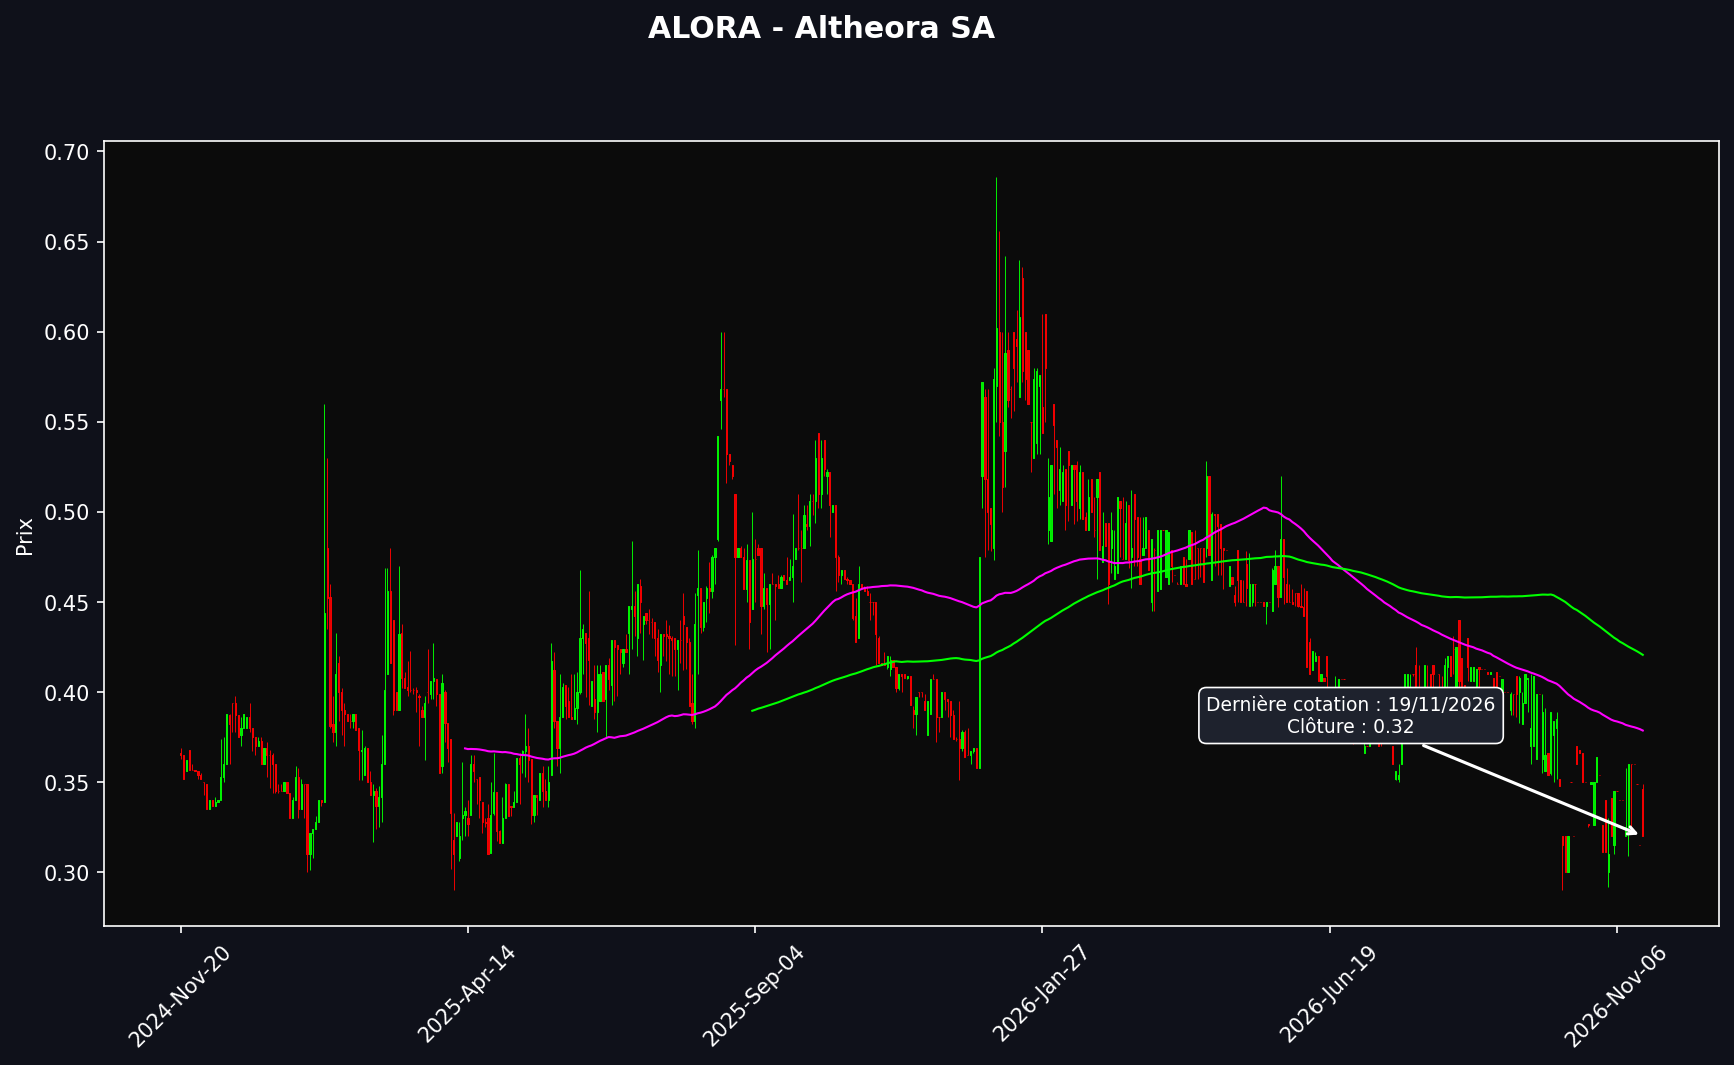 ALORA - Altheora SA
0.70
0.65
0.60
0.55
0.50
0.45
0.40
0.35
0.30
Prix
Dernière cotation : 19/11/2026
Clôture : 0.32
2024-Nov-20
2025-Apr-14
2025-Sep-04
2026-Jan-27
2026-Jun-19
2026-Nov-06